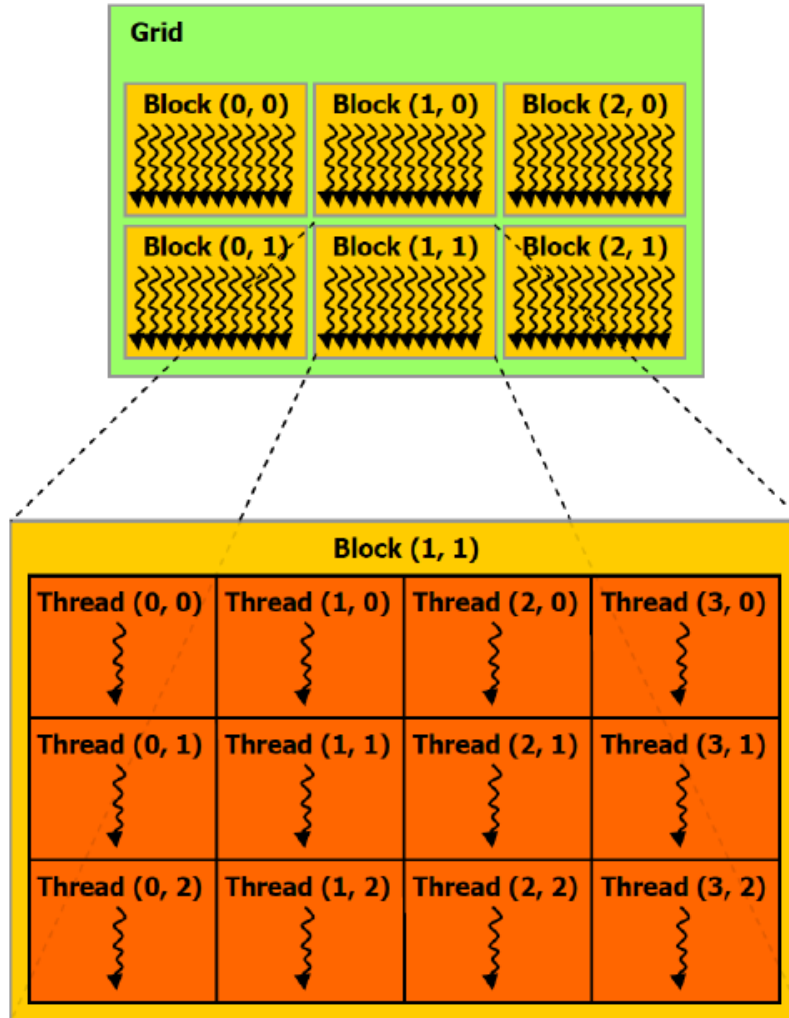 Grid
Block (0, 0) Block (1, 0) Block (2, 0)
Block (0, 1) Block (1, 1) Block (2, 1)
Block (1, 1)
Thread (0, 0) Thread (1, 0) Thread (2, 0) Thread (3, 0)
Thread (0, 1) Thread (1, 1) Thread (2, 1) Thread (3, 1)
Thread (0, 2) Thread (1, 2) Thread (2, 2) Thread (3, 2)